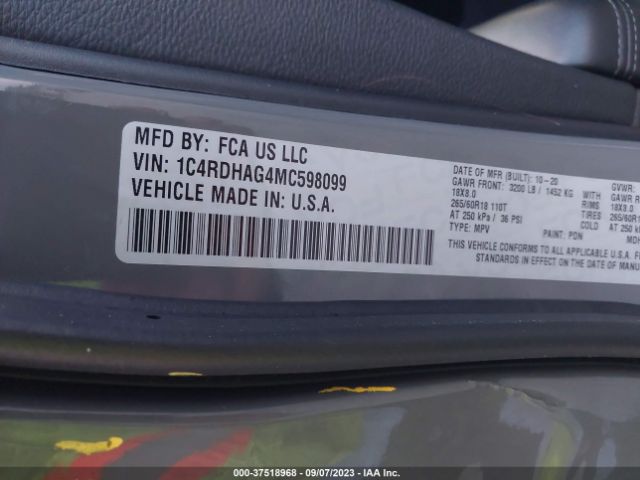 MFD BY: FCA US LLC
VIN: 1C4RDHAG4MC598099
VEHICLE MADE IN: U.S.A.
DATE OF MFR (BUILT): 10-20
GVWR:
GAWR FRONT: 3200 LB / 1452 KG WITH
GAWR R
18X8.0 RIMS 18X8.0
265/60R18 110T TIRES 265/60R1
AT 250 kPa / 36 PSI COLD AT 250 k
TYPE: MPV PAINT: PDN MDH
THIS VEHICLE CONFORMS TO ALL APPLICABLE U.S.A. F
STANDARDS IN EFFECT ON THE DATE OF
000-37518968 - 09/07/2023 - IAA Inc.